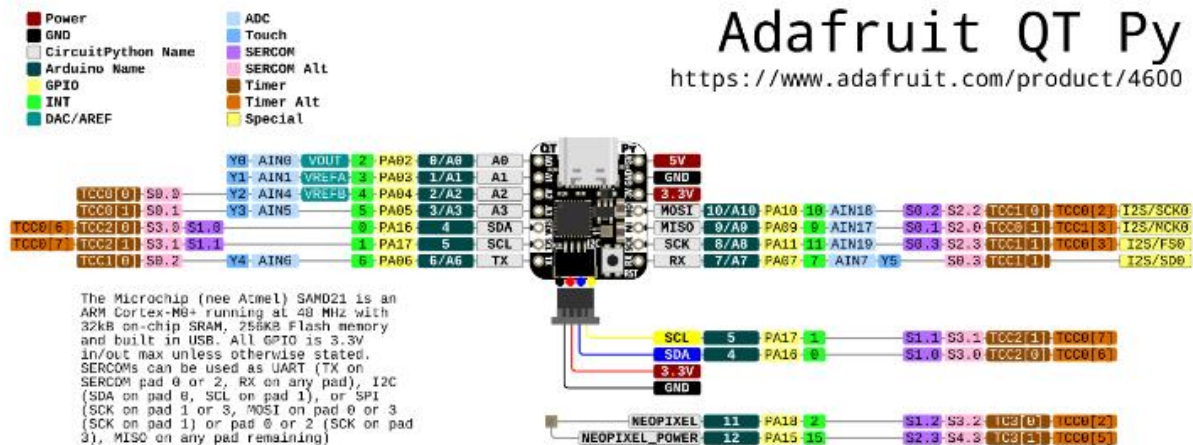 Adafruit QT Py
https://www.adafruit.com/product/4600
Power
GND
CircuitPython Name
Arduino Name
GPIO
INT
DAC/AREF
ADC
Touch
SERCOM
SERCOM Alt
Timer
Timer Alt
Special
QT Py
Y0 AIN0 VOUT 2 PA02 0/A0 A0
Y1 AIN1 VREFA 3 PA03 1/A1 A1
TCC0[0] S0.0 Y2 AIN4 VREFB 4 PA04 2/A2 A2
TCC0[1] S0.1 Y3 AIN5 5 PA05 3/A3 A3
TCC0[6] TCC2[0] S3.0 S1.0 0 PA16 4 SDA
TCC0[7] TCC2[1] S3.1 S1.1 1 PA17 5 SCL
TCC1[0] S0.2 Y4 AIN6 6 PA06 6/A6 TX
5V
GND
3.3V
MOSI 10/A10 PA10 10 AIN18 S0.2 S2.2 TCC1[0] TCC0[2] I2S/SCK0
MISO 9/A9 PA09 9 AIN17 S0.1 S2.1 TCC0[1] TCC1[3] I2S/MCK0
SCK 8/A8 PA11 11 AIN19 S0.3 S2.3 TCC1[1] TCC0[3] I2S/FS0
RX 7/A7 PA07 7 AIN7 Y5 S0.3 TCC1[1] I2S/SD0
RST
SCL 5 PA17 1 S1.1 S3.1 TCC2[1] TCC0[7]
SDA 4 PA16 0 S1.0 S3.0 TCC2[0] TCC0[6]
3.3V
GND
NEOPIXEL 11 PA18 2 S1.2 S3.2 TC3[0] TCC0[2]
NEOPIXEL_POWER 12 PA15 15 S2.3 S4.3 TC3[1] TCC0[5]
The Microchip (nee Atmel) SAMD21 is an
ARM Cortex-M0+ running at 48 MHz with
32kB on-chip SRAM, 256KB Flash memory
and built in USB. All GPIO is 3.3V
in/out max unless otherwise stated.
SERCOMs can be used as UART (TX on
SERCOM pad 0 or 2, RX on any pad), I2C
(SDA on pad 0, SCL on pad 1), or SPI
(SCK on pad 1 or 3, MOSI on pad 0 or 3
(SCK on pad 1) or pad 0 or 2 (SCK on pad
3), MISO on any pad remaining)